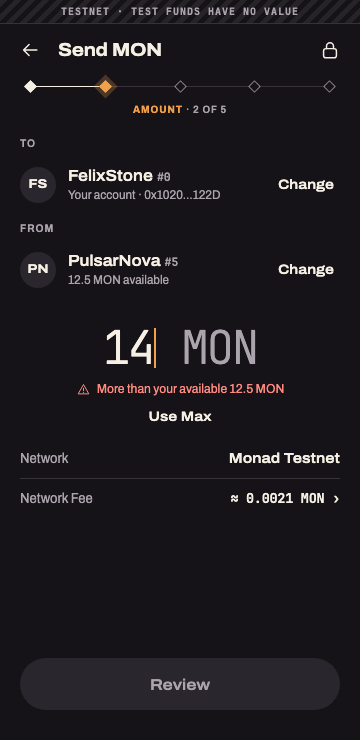 TESTNET · TEST FUNDS HAVE NO VALUE
Send MON
AMOUNT · 2 OF 5
TO
FS
FelixStone #0
Your account · 0x1020…122D
Change
FROM
PN
PulsarNova #5
12.5 MON available
Change
14 MON
More than your available 12.5 MON
Use Max
Network
Monad Testnet
Network Fee
≈ 0.0021 MON ›
Review